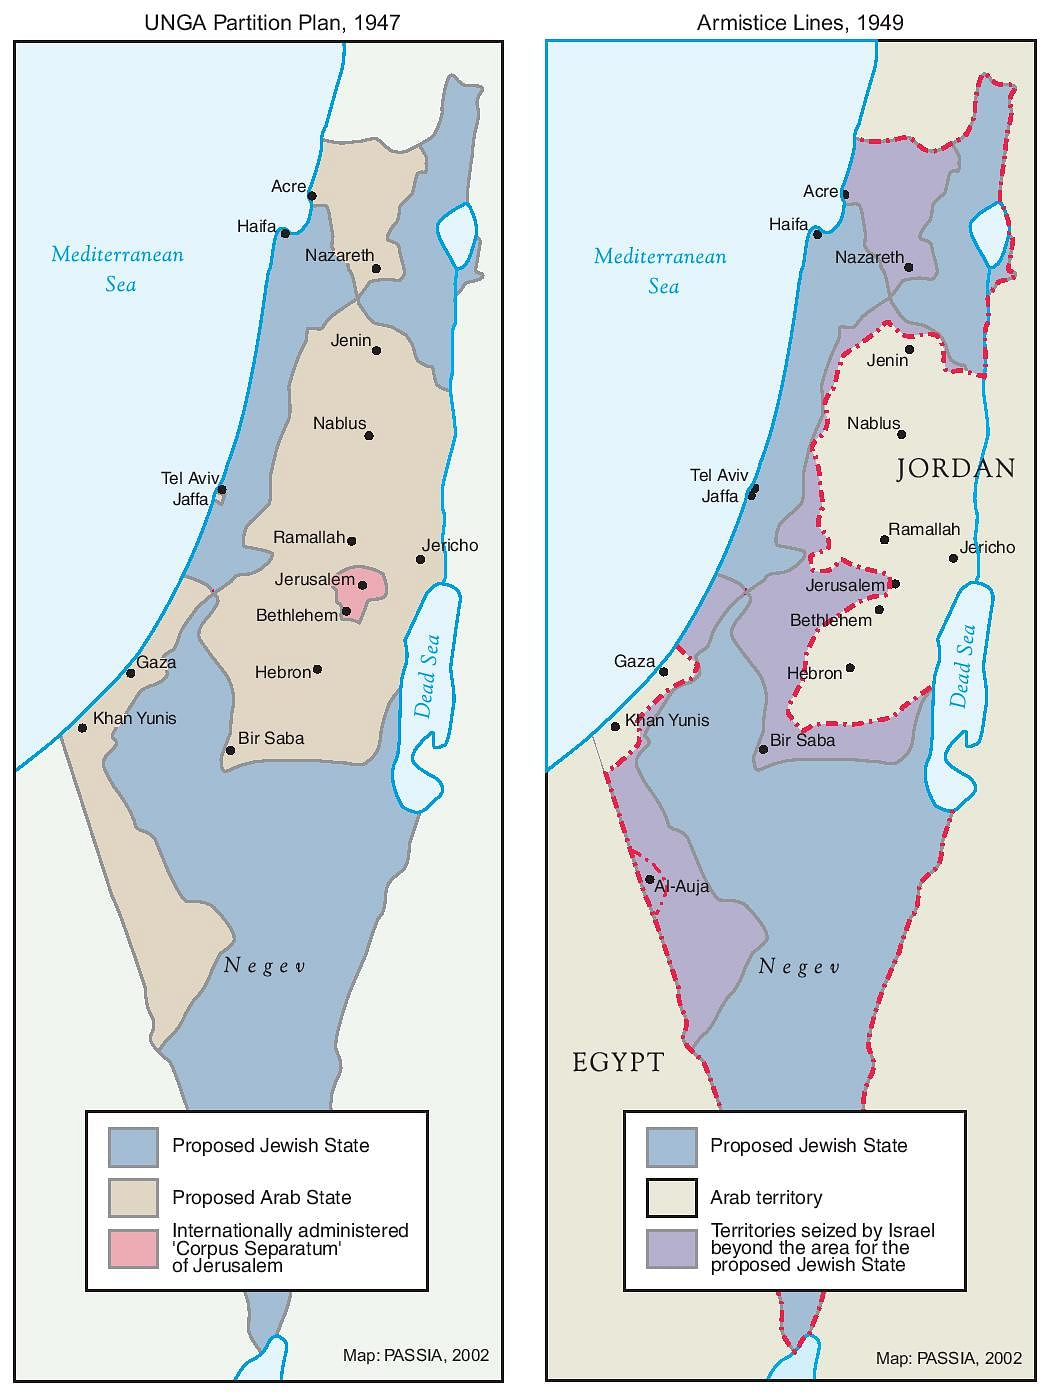 UNGA Partition Plan, 1947
Acre
Haifa
Mediterranean
Sea
Nazareth
Jenin
Nablus
Tel Aviv
Jaffa
Ramallah
Jericho
Jerusalem
Bethlehem
Gaza
Hebron
Dead Sea
Khan Yunis
Bir Saba
Negev
Proposed Jewish State
Proposed Arab State
Internationally administered
'Corpus Separatum'
of Jerusalem
Map: PASSIA, 2002
Armistice Lines, 1949
Acre
Haifa
Mediterranean
Sea
Nazareth
Jenin
Nablus
JORDAN
Tel Aviv
Jaffa
Ramallah
Jericho
Jerusalem
Bethlehem
Gaza
Hebron
Dead Sea
Khan Yunis
Bir Saba
Al-Auja
Negev
EGYPT
Proposed Jewish State
Arab territory
Territories seized by Israel
beyond the area for the
proposed Jewish State
Map: PASSIA, 2002